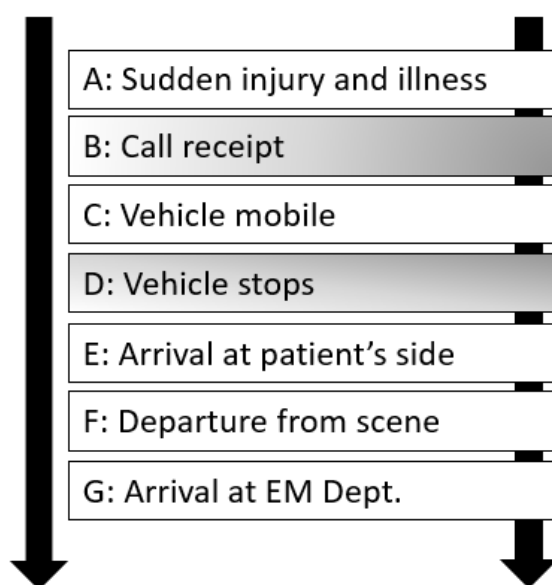 A: Sudden injury and illness
B: Call receipt
C: Vehicle mobile
D: Vehicle stops
E: Arrival at patient’s side
F: Departure from scene
G: Arrival at EM Dept.